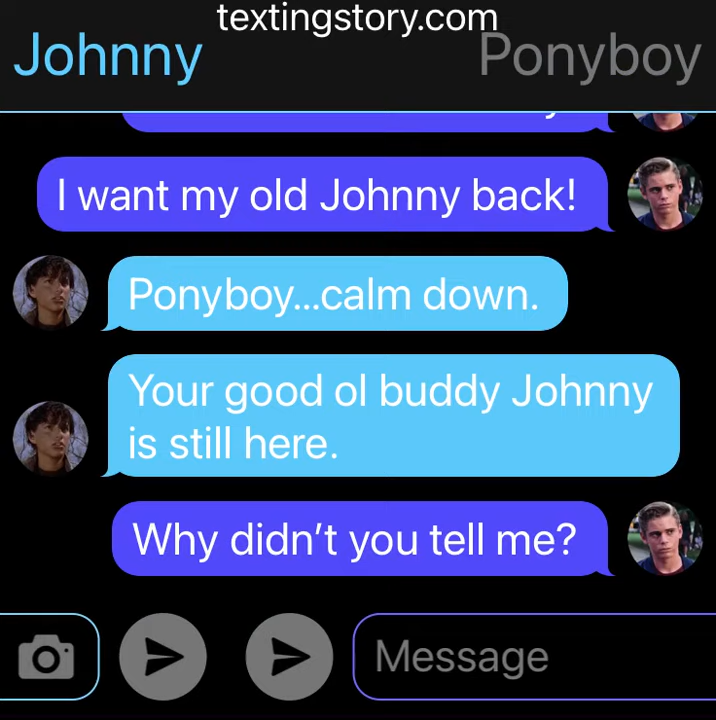 textingstory.com
Johnny
Ponyboy
I want my old Johnny back!
Ponyboy...calm down.
Your good ol buddy Johnny
is still here.
Why didn’t you tell me?
Message